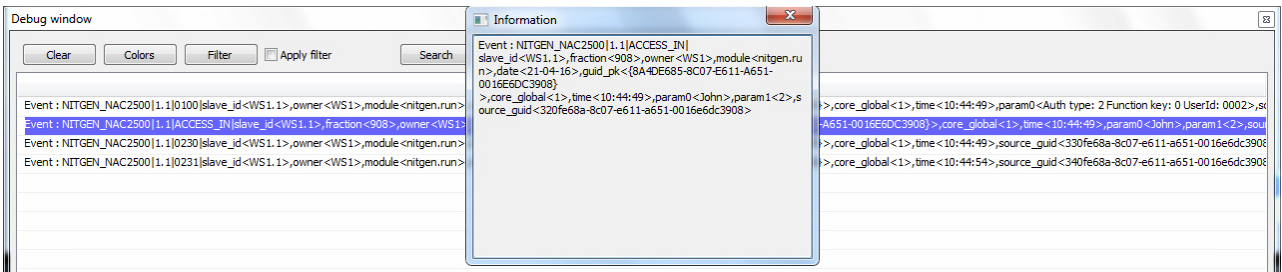 Debug window
Information
Clear Colors Filter Apply filter Search
Event : NITGEN_NAC2500|1.1|ACCESS_IN|
slave_id<WS1.1>,fraction<908>,owner<WS1>,module<nitgen.ru
n>,date<21-04-16>,guid_pk<{8A4DE685-8C07-E611-A651-
0016E6DC3908}
>,core_global<1>,time<10:44:49>,param0<John>,param1<2>,s
ource_guid<320fe68a-8c07-e611-a651-0016e6dc3908>
Event : NITGEN_NAC2500|1.1|0100|slave_id<WS1.1>,owner<WS1>,module<nitgen.run> >,core_global<1>,time<10:44:49>,param0<Auth type: 2 Function key: 0 UserId: 0002>,so
Event : NITGEN_NAC2500|1.1|ACCESS_IN|slave_id<WS1.1>,fraction<908>,owner<WS1> -A651-0016E6DC3908}>,core_global<1>,time<10:44:49>,param0<John>,param1<2>,sour
Event : NITGEN_NAC2500|1.1|0230|slave_id<WS1.1>,owner<WS1>,module<nitgen.run> >,core_global<1>,time<10:44:49>,source_guid<330fe68a-8c07-e611-a651-0016e6dc3908
Event : NITGEN_NAC2500|1.1|0231|slave_id<WS1.1>,owner<WS1>,module<nitgen.run> >,core_global<1>,time<10:44:54>,source_guid<340fe68a-8c07-e611-a651-0016e6dc3908